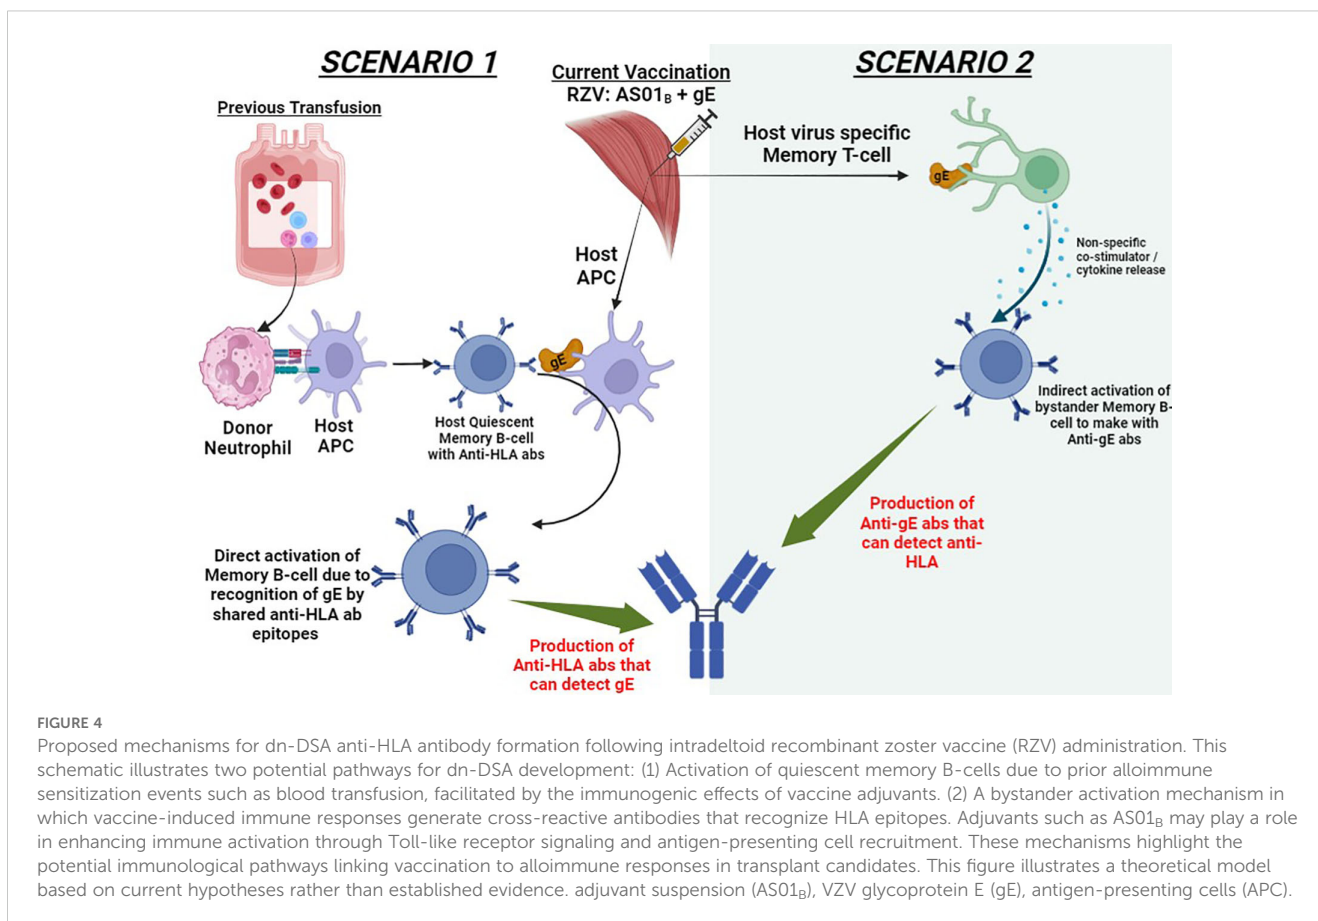 SCENARIO 1
Current Vaccination
RZV: AS01B + gE
SCENARIO 2
Previous Transfusion
Host virus specific
Memory T-cell
gE
Non-specific
co-stimulator /
cytokine release
Host
APC
gE
Donor
Neutrophil
Host
APC
Host Quiescent
Memory B-cell
with Anti-HLA abs
Indirect activation of
bystander Memory B-
cell to make with
Anti-gE abs
Production of
Anti-gE abs that
can detect anti-
HLA
Direct activation of
Memory B-cell due to
recognition of gE by
shared anti-HLA ab
epitopes
Production of
Anti-HLA abs that
can detect gE
FIGURE 4
Proposed mechanisms for dn-DSA anti-HLA antibody formation following intradeltoid recombinant zoster vaccine (RZV) administration. This
schematic illustrates two potential pathways for dn-DSA development: (1) Activation of quiescent memory B-cells due to prior alloimmune
sensitization events such as blood transfusion, facilitated by the immunogenic effects of vaccine adjuvants. (2) A bystander activation mechanism in
which vaccine-induced immune responses generate cross-reactive antibodies that recognize HLA epitopes. Adjuvants such as AS01B may play a role
in enhancing immune activation through Toll-like receptor signaling and antigen-presenting cell recruitment. These mechanisms highlight the
potential immunological pathways linking vaccination to alloimmune responses in transplant candidates. This figure illustrates a theoretical model
based on current hypotheses rather than established evidence. adjuvant suspension (AS01B), VZV glycoprotein E (gE), antigen-presenting cells (APC).